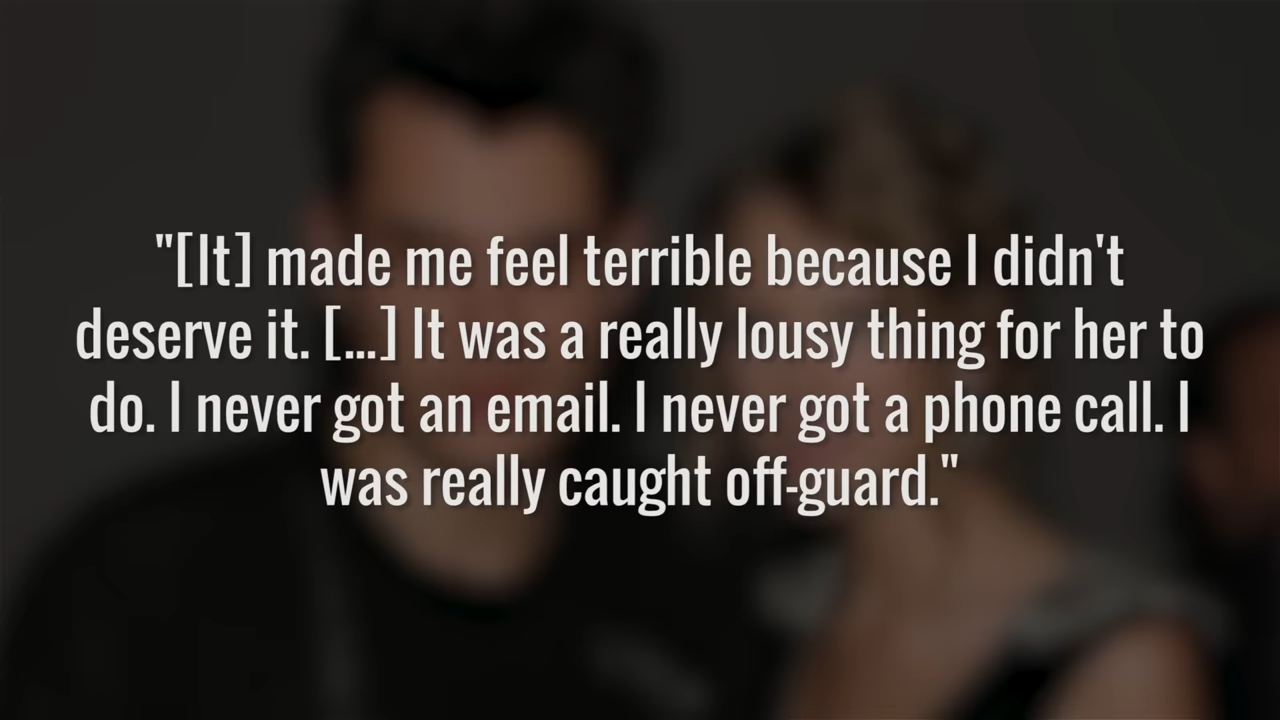 "[It] made me feel terrible because I didn't
deserve it. [...] It was a really lousy thing for her to
do. I never got an email. I never got a phone call. I
was really caught off-guard."